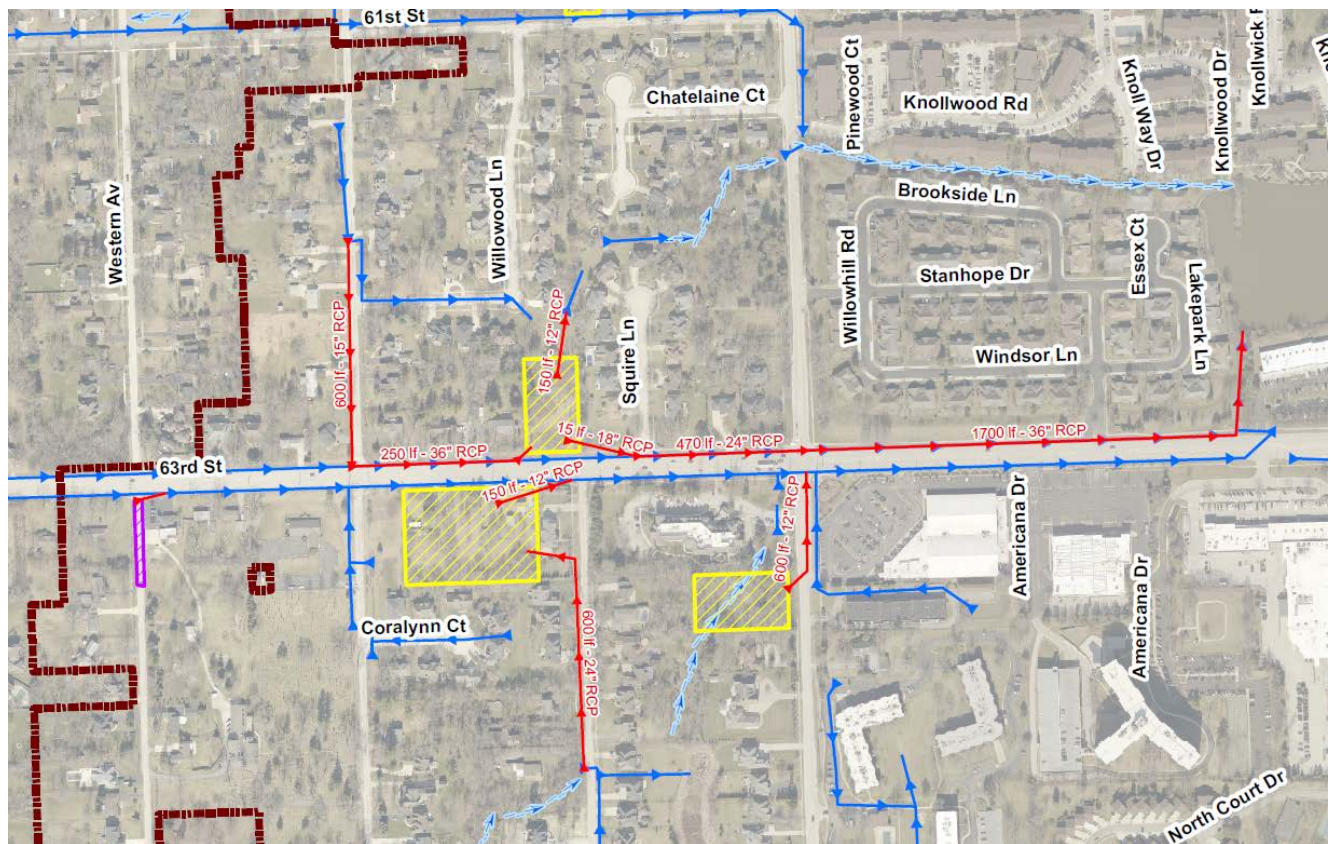 61st St
Chatelaine Ct
Pinewood Ct
Knollwood Rd
Knoll Way Dr
Knollwood Dr
Western Av
Willowood Ln
Brookside Ln
Essex Ct
Stanhope Dr
Willowhill Rd
Lakepark Ln
Squire Ln
Windsor Ln
600 lf - 15" RCP
150 lf - 12" RCP
15 lf - 18" RCP
470 lf - 24" RCP
1700 lf - 36" RCP
250 lf - 36" RCP
63rd St
150 lf - 12" RCP
600 lf - 12" RCP
Americana Dr
Americana Dr
Coralynn Ct
600 lf - 24" RCP
North Court Dr